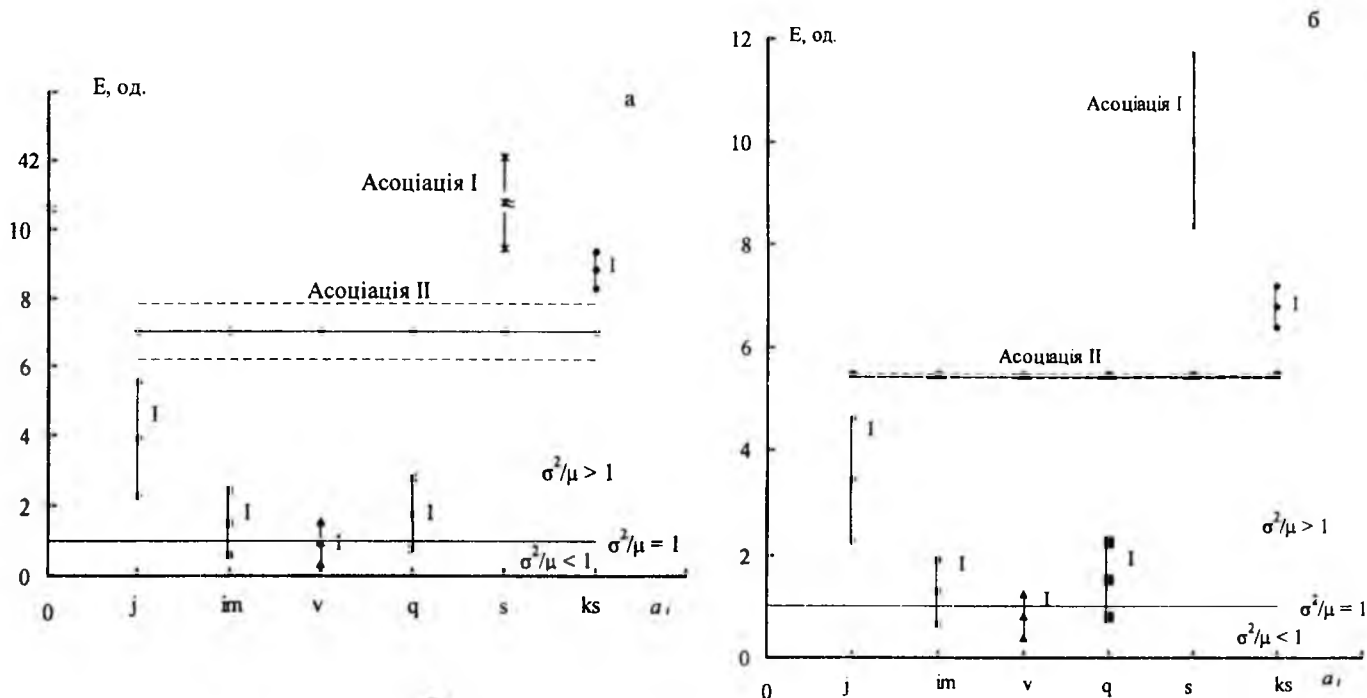 E, од.
а
42
Асоціація I
10
I
8
Асоціація II
6
I
4
σ²/μ > 1
2
I
I
I
σ²/μ = 1
σ²/μ < 1
0
0
j
im
v
q
s
ks
a i
б
12
E, од.
Асоціація I
10
8
I
6
Асоціація II
I
4
σ²/μ > 1
2
I
I
I
σ²/μ = 1
σ²/μ < 1
0
0
j
im
v
q
s
ks
a i